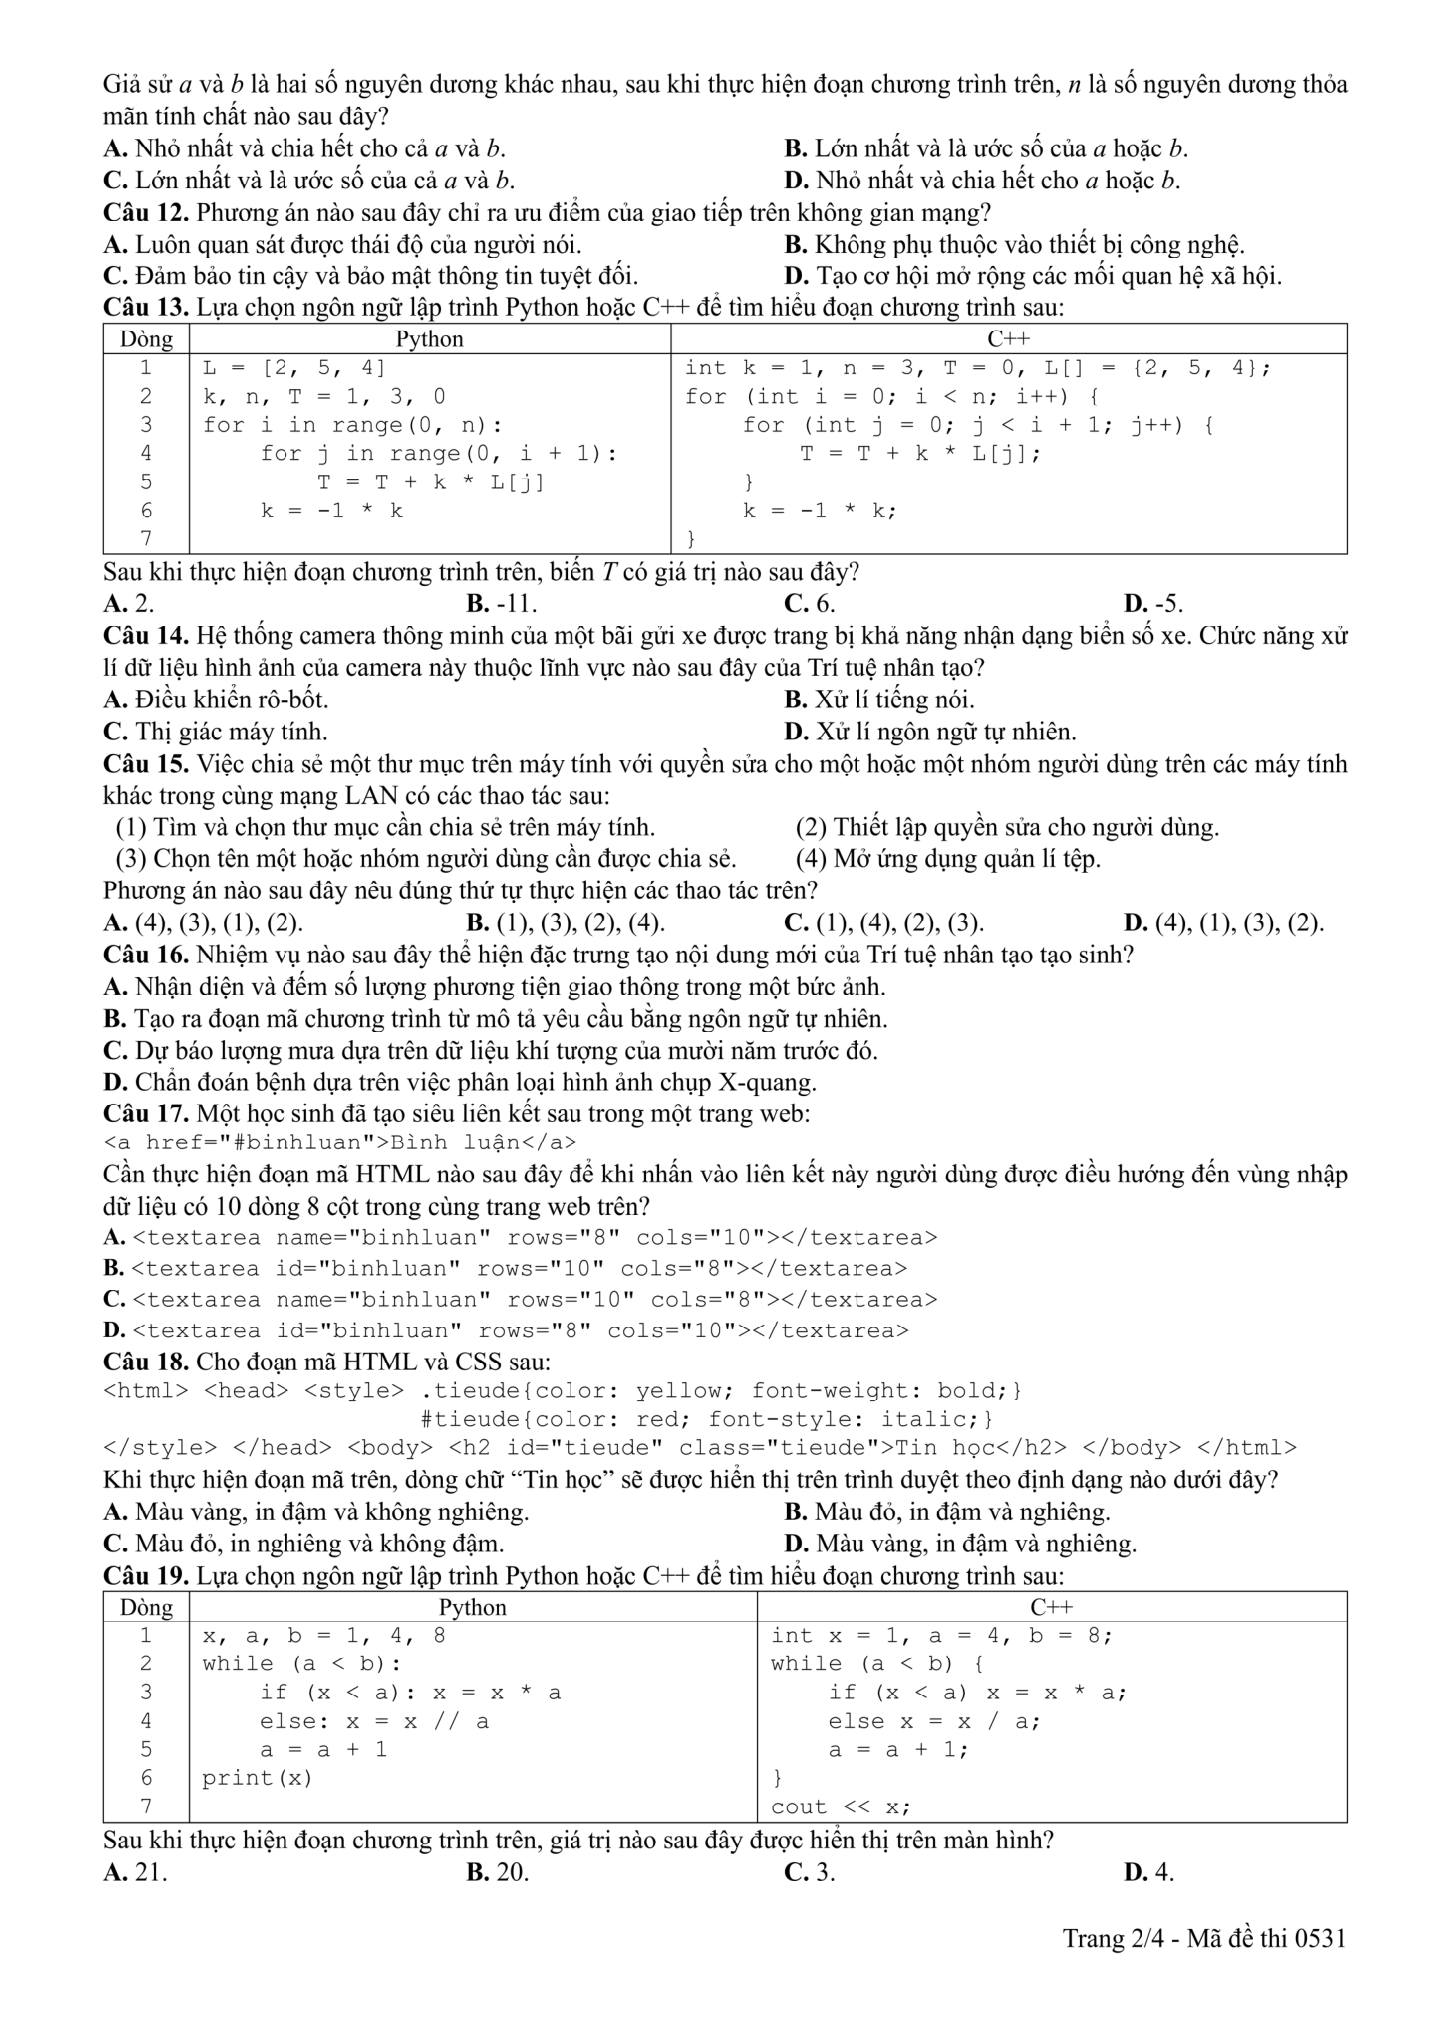 Giả sử a và b là hai số nguyên dương khác nhau, sau khi thực hiện đoạn chương trình trên, n là số nguyên dương thỏa
mãn tính chất nào sau đây?
A. Nhỏ nhất và chia hết cho cả a và b. B. Lớn nhất và là ước số của a hoặc b.
C. Lớn nhất và là ước số của cả a và b. D. Nhỏ nhất và chia hết cho a hoặc b.
Câu 12. Phương án nào sau đây chỉ ra ưu điểm của giao tiếp trên không gian mạng?
A. Luôn quan sát được thái độ của người nói. B. Không phụ thuộc vào thiết bị công nghệ.
C. Đảm bảo tin cậy và bảo mật thông tin tuyệt đối. D. Tạo cơ hội mở rộng các mối quan hệ xã hội.
Câu 13. Lựa chọn ngôn ngữ lập trình Python hoặc C++ để tìm hiểu đoạn chương trình sau:
Dòng Python C++
1 L = [2, 5, 4] int k = 1, n = 3, T = 0, L[] = {2, 5, 4};
2 k, n, T = 1, 3, 0 for (int i = 0; i < n; i++) {
3 for i in range(0, n): for (int j = 0; j < i + 1; j++) {
4 for j in range(0, i + 1): T = T + k * L[j];
5 T = T + k * L[j] }
6 k = -1 * k k = -1 * k;
7 }
Sau khi thực hiện đoạn chương trình trên, biến T có giá trị nào sau đây?
A. 2. B. -11. C. 6. D. -5.
Câu 14. Hệ thống camera thông minh của một bãi gửi xe được trang bị khả năng nhận dạng biển số xe. Chức năng xử
lí dữ liệu hình ảnh của camera này thuộc lĩnh vực nào sau đây của Trí tuệ nhân tạo?
A. Điều khiển rô-bốt. B. Xử lí tiếng nói.
C. Thị giác máy tính. D. Xử lí ngôn ngữ tự nhiên.
Câu 15. Việc chia sẻ một thư mục trên máy tính với quyền sửa cho một hoặc một nhóm người dùng trên các máy tính
khác trong cùng mạng LAN có các thao tác sau:
(1) Tìm và chọn thư mục cần chia sẻ trên máy tính. (2) Thiết lập quyền sửa cho người dùng.
(3) Chọn tên một hoặc nhóm người dùng cần được chia sẻ. (4) Mở ứng dụng quản lí tệp.
Phương án nào sau đây nêu đúng thứ tự thực hiện các thao tác trên?
A. (4), (3), (1), (2). B. (1), (3), (2), (4). C. (1), (4), (2), (3). D. (4), (1), (3), (2).
Câu 16. Nhiệm vụ nào sau đây thể hiện đặc trưng tạo nội dung mới của Trí tuệ nhân tạo tạo sinh?
A. Nhận diện và đếm số lượng phương tiện giao thông trong một bức ảnh.
B. Tạo ra đoạn mã chương trình từ mô tả yêu cầu bằng ngôn ngữ tự nhiên.
C. Dự báo lượng mưa dựa trên dữ liệu khí tượng của mười năm trước đó.
D. Chẩn đoán bệnh dựa trên việc phân loại hình ảnh chụp X-quang.
Câu 17. Một học sinh đã tạo siêu liên kết sau trong một trang web:
<a href="#binhluan">Bình luận</a>
Cần thực hiện đoạn mã HTML nào sau đây để khi nhấn vào liên kết này người dùng được điều hướng đến vùng nhập
dữ liệu có 10 dòng 8 cột trong cùng trang web trên?
A. <textarea name="binhluan" rows="8" cols="10"></textarea>
B. <textarea id="binhluan" rows="10" cols="8"></textarea>
C. <textarea name="binhluan" rows="10" cols="8"></textarea>
D. <textarea id="binhluan" rows="8" cols="10"></textarea>
Câu 18. Cho đoạn mã HTML và CSS sau:
<html> <head> <style> .tieude{color: yellow; font-weight: bold;}
#tieude{color: red; font-style: italic;}
</style> </head> <body> <h2 id="tieude" class="tieude">Tin học</h2> </body> </html>
Khi thực hiện đoạn mã trên, dòng chữ “Tin học” sẽ được hiển thị trên trình duyệt theo định dạng nào dưới đây?
A. Màu vàng, in đậm và không nghiêng. B. Màu đỏ, in đậm và nghiêng.
C. Màu đỏ, in nghiêng và không đậm. D. Màu vàng, in đậm và nghiêng.
Câu 19. Lựa chọn ngôn ngữ lập trình Python hoặc C++ để tìm hiểu đoạn chương trình sau:
Dòng Python C++
1 x, a, b = 1, 4, 8 int x = 1, a = 4, b = 8;
2 while (a < b): while (a < b) {
3 if (x < a): x = x * a if (x < a) x = x * a;
4 else: x = x // a else x = x / a;
5 a = a + 1 a = a + 1;
6 print(x) }
7 cout << x;
Sau khi thực hiện đoạn chương trình trên, giá trị nào sau đây được hiển thị trên màn hình?
A. 21. B. 20. C. 3. D. 4.
Trang 2/4 - Mã đề thi 0531